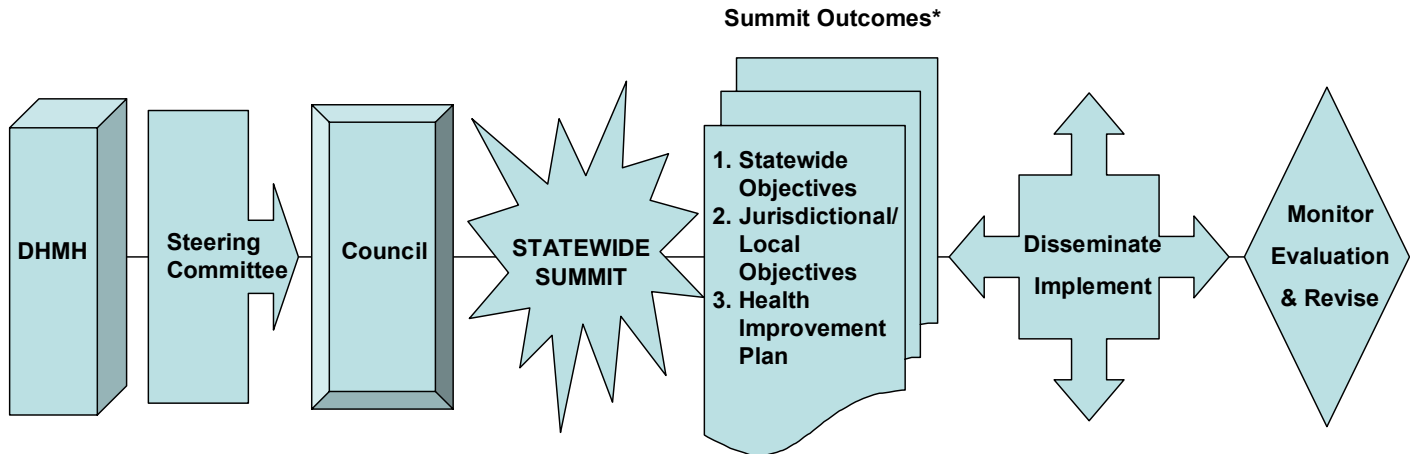 Summit Outcomes*
DHMH
Steering
Committee
Council
STATEWIDE
SUMMIT
1. Statewide
Objectives
2. Jurisdictional/
Local
Objectives
3. Health
Improvement
Plan
Disseminate
Implement
Monitor
Evaluation
& Revise